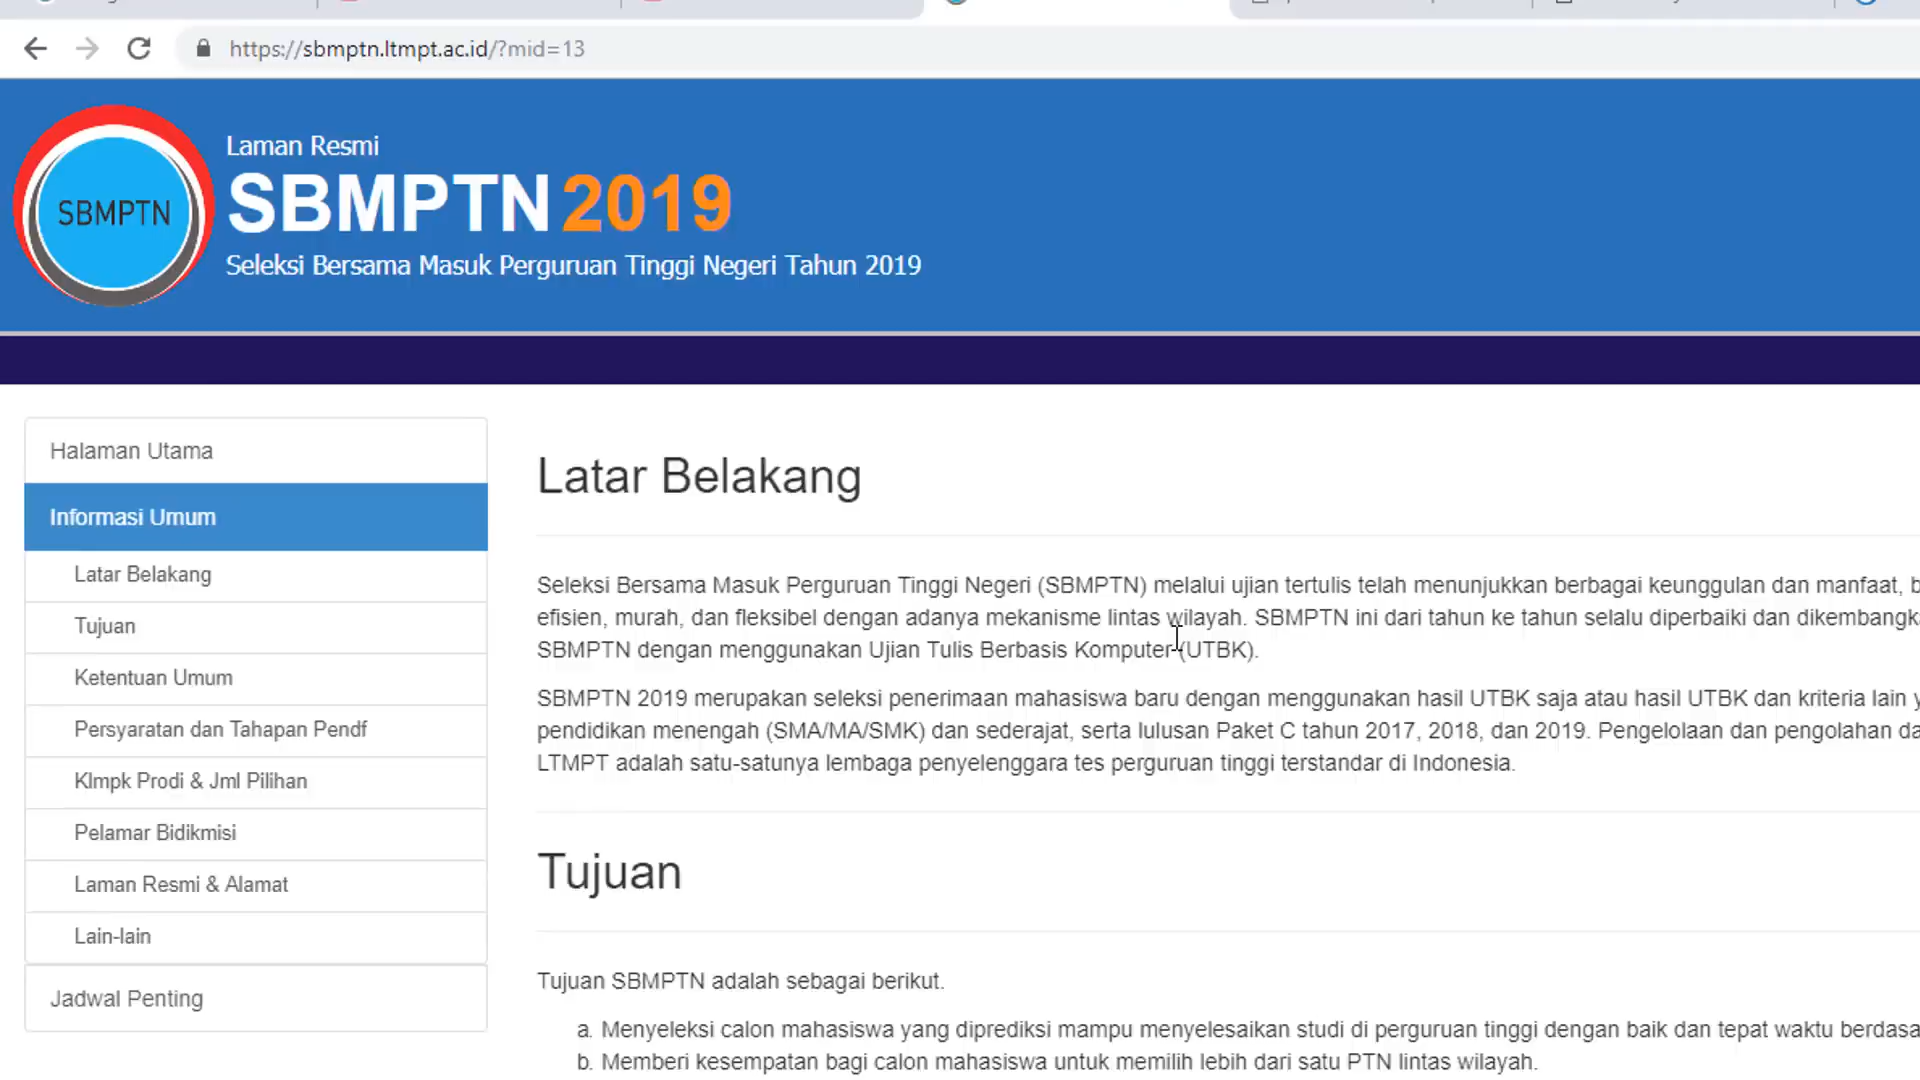 https://sbmptn.ltmpt.ac.id/?mid=13
SBMPTN
Laman Resmi
SBMPTN 2019
Seleksi Bersama Masuk Perguruan Tinggi Negeri Tahun 2019
Halaman Utama
Informasi Umum
Latar Belakang
Tujuan
Ketentuan Umum
Persyaratan dan Tahapan Pendf
Klmpk Prodi & Jml Pilihan
Pelamar Bidikmisi
Laman Resmi & Alamat
Lain-lain
Jadwal Penting
Latar Belakang
Seleksi Bersama Masuk Perguruan Tinggi Negeri (SBMPTN) melalui ujian tertulis telah menunjukkan berbagai keunggulan dan manfaat,
efisien, murah, dan fleksibel dengan adanya mekanisme lintas wilayah. SBMPTN ini dari tahun ke tahun selalu diperbaiki dan dikembangk
SBMPTN dengan menggunakan Ujian Tulis Berbasis Komputer (UTBK).
SBMPTN 2019 merupakan seleksi penerimaan mahasiswa baru dengan menggunakan hasil UTBK saja atau hasil UTBK dan kriteria lain
pendidikan menengah (SMA/MA/SMK) dan sederajat, serta lulusan Paket C tahun 2017, 2018, dan 2019. Pengelolaan dan pengolahan
LTMPT adalah satu-satunya lembaga penyelenggara tes perguruan tinggi terstandar di Indonesia.
Tujuan
Tujuan SBMPTN adalah sebagai berikut.
a. Menyeleksi calon mahasiswa yang diprediksi mampu menyelesaikan studi di perguruan tinggi dengan baik dan tepat waktu berdasa
b. Memberi kesempatan bagi calon mahasiswa untuk memilih lebih dari satu PTN lintas wilayah.